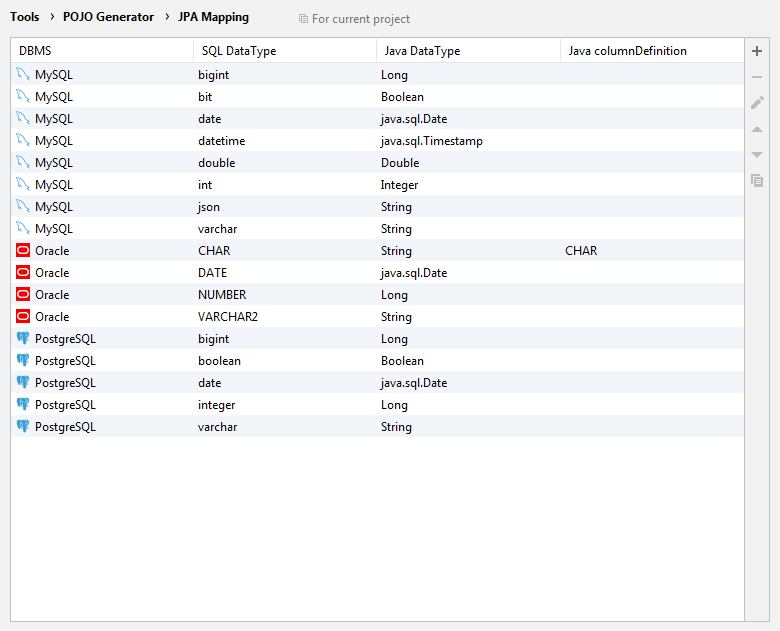 Tools › POJO Generator › JPA Mapping For current project
DBMS SQL DataType Java DataType Java columnDefinition
MySQL bigint Long
MySQL bit Boolean
MySQL date java.sql.Date
MySQL datetime java.sql.Timestamp
MySQL double Double
MySQL int Integer
MySQL json String
MySQL varchar String
Oracle CHAR String CHAR
Oracle DATE java.sql.Date
Oracle NUMBER Long
Oracle VARCHAR2 String
PostgreSQL bigint Long
PostgreSQL boolean Boolean
PostgreSQL date java.sql.Date
PostgreSQL integer Long
PostgreSQL varchar String